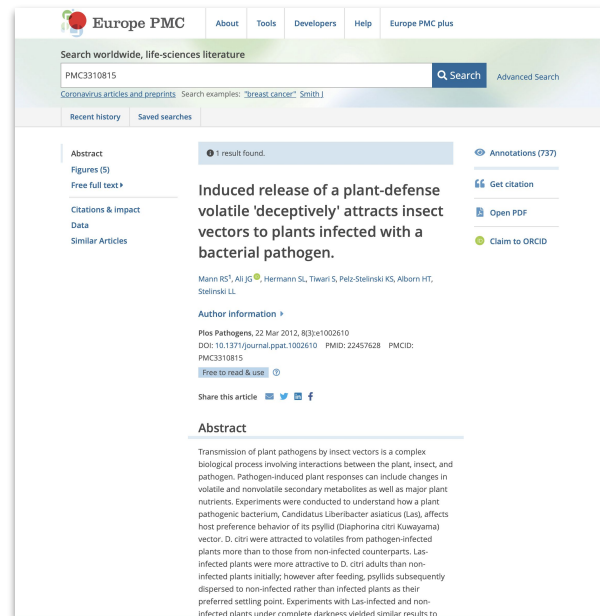 Europe PMC
About Tools Developers Help Europe PMC plus
Search worldwide, life-sciences literature
PMC3310815
Search
Advanced Search
Coronavirus articles and preprints Search examples: "breast cancer" Smith J
Recent history Saved searches
Abstract
Figures (5)
Free full text
Citations & impact
Data
Similar Articles
1 result found.
Induced release of a plant-defense
volatile 'deceptively' attracts insect
vectors to plants infected with a
bacterial pathogen.
Mann RS1, Ali JG, Hermann SL, Tiwari S, Pelz-Stelinski KS, Alborn HT,
Stelinski LL
Author information
Plos Pathogens, 22 Mar 2012, 8(3):e1002610
DOI: 10.1371/journal.ppat.1002610 PMID: 22457628 PMCID:
PMC3310815
Free to read & use
Share this article
Abstract
Transmission of plant pathogens by insect vectors is a complex
biological process involving interactions between the plant, insect, and
pathogen. Pathogen-induced plant responses can include changes in
volatile and nonvolatile secondary metabolites as well as major plant
nutrients. Experiments were conducted to understand how a plant
pathogenic bacterium, Candidatus Liberibacter asiaticus (Las), affects
host preference behavior of its psyllid (Diaphorina citri Kuwayama)
vector. D. citri were attracted to volatiles from pathogen-infected
plants more than to those from non-infected counterparts. Las-
infected plants were more attractive to D. citri adults than non-
infected plants initially; however after feeding, psyllids subsequently
dispersed to non-infected rather than infected plants as their
preferred settling point. Experiments with Las-infected and non-
infected plants under complete darkness yielded similar results to
Annotations (737)
Get citation
Open PDF
Claim to ORCID